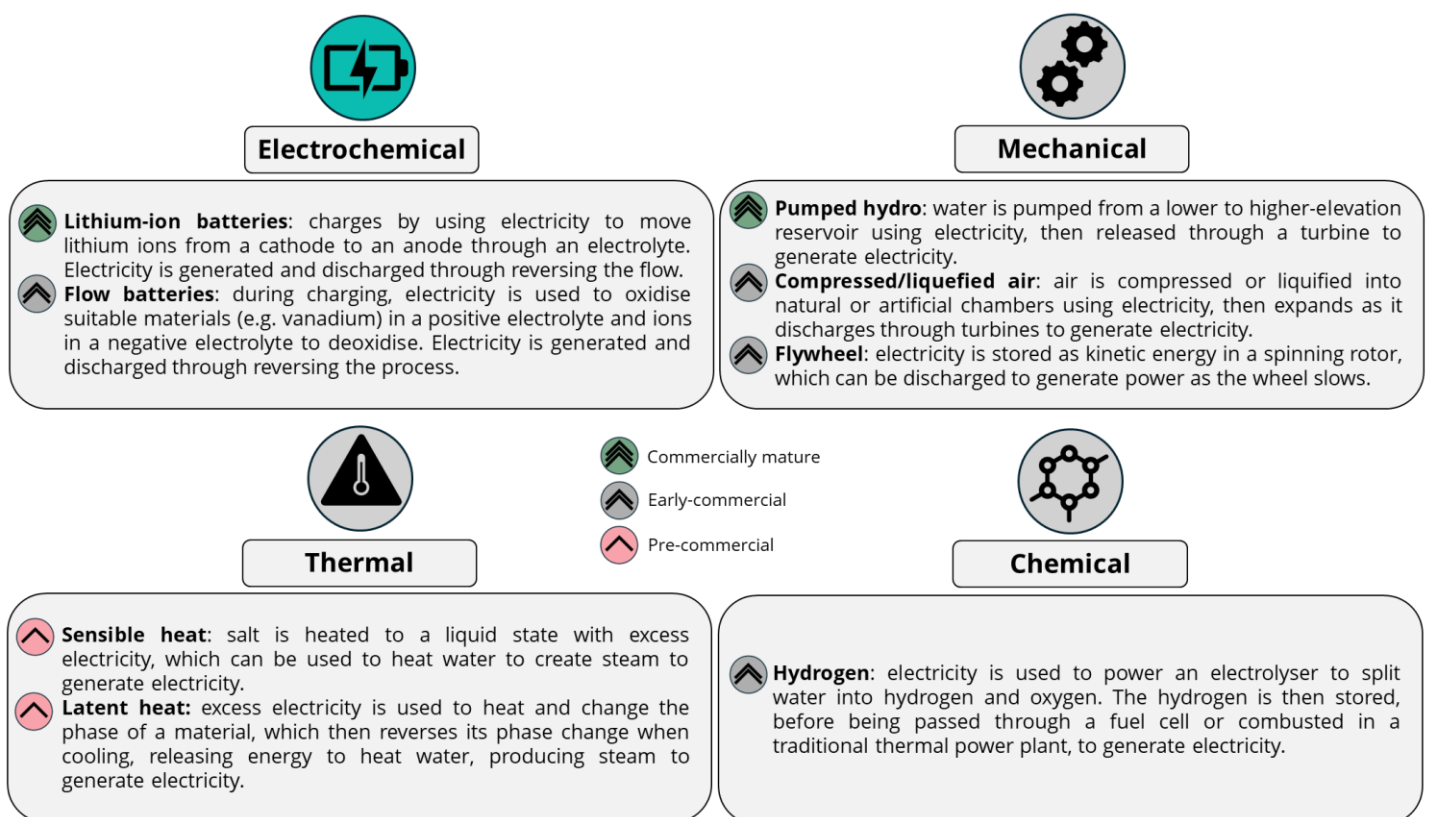 Electrochemical
Lithium-ion batteries: charges by using electricity to move
lithium ions from a cathode to an anode through an electrolyte.
Electricity is generated and discharged through reversing the flow.
Flow batteries: during charging, electricity is used to oxidise
suitable materials (e.g. vanadium) in a positive electrolyte and ions
in a negative electrolyte to deoxidise. Electricity is generated and
discharged through reversing the process.
Mechanical
Pumped hydro: water is pumped from a lower to higher-elevation
reservoir using electricity, then released through a turbine to
generate electricity.
Compressed/liquefied air: air is compressed or liquified into
natural or artificial chambers using electricity, then expands as it
discharges through turbines to generate electricity.
Flywheel: electricity is stored as kinetic energy in a spinning rotor,
which can be discharged to generate power as the wheel slows.
Commercially mature
Early-commercial
Pre-commercial
Thermal
Sensible heat: salt is heated to a liquid state with excess
electricity, which can be used to heat water to create steam to
generate electricity.
Latent heat: excess electricity is used to heat and change the
phase of a material, which then reverses its phase change when
cooling, releasing energy to heat water, producing steam to
generate electricity.
Chemical
Hydrogen: electricity is used to power an electrolyser to split
water into hydrogen and oxygen. The hydrogen is then stored,
before being passed through a fuel cell or combusted in a
traditional thermal power plant, to generate electricity.